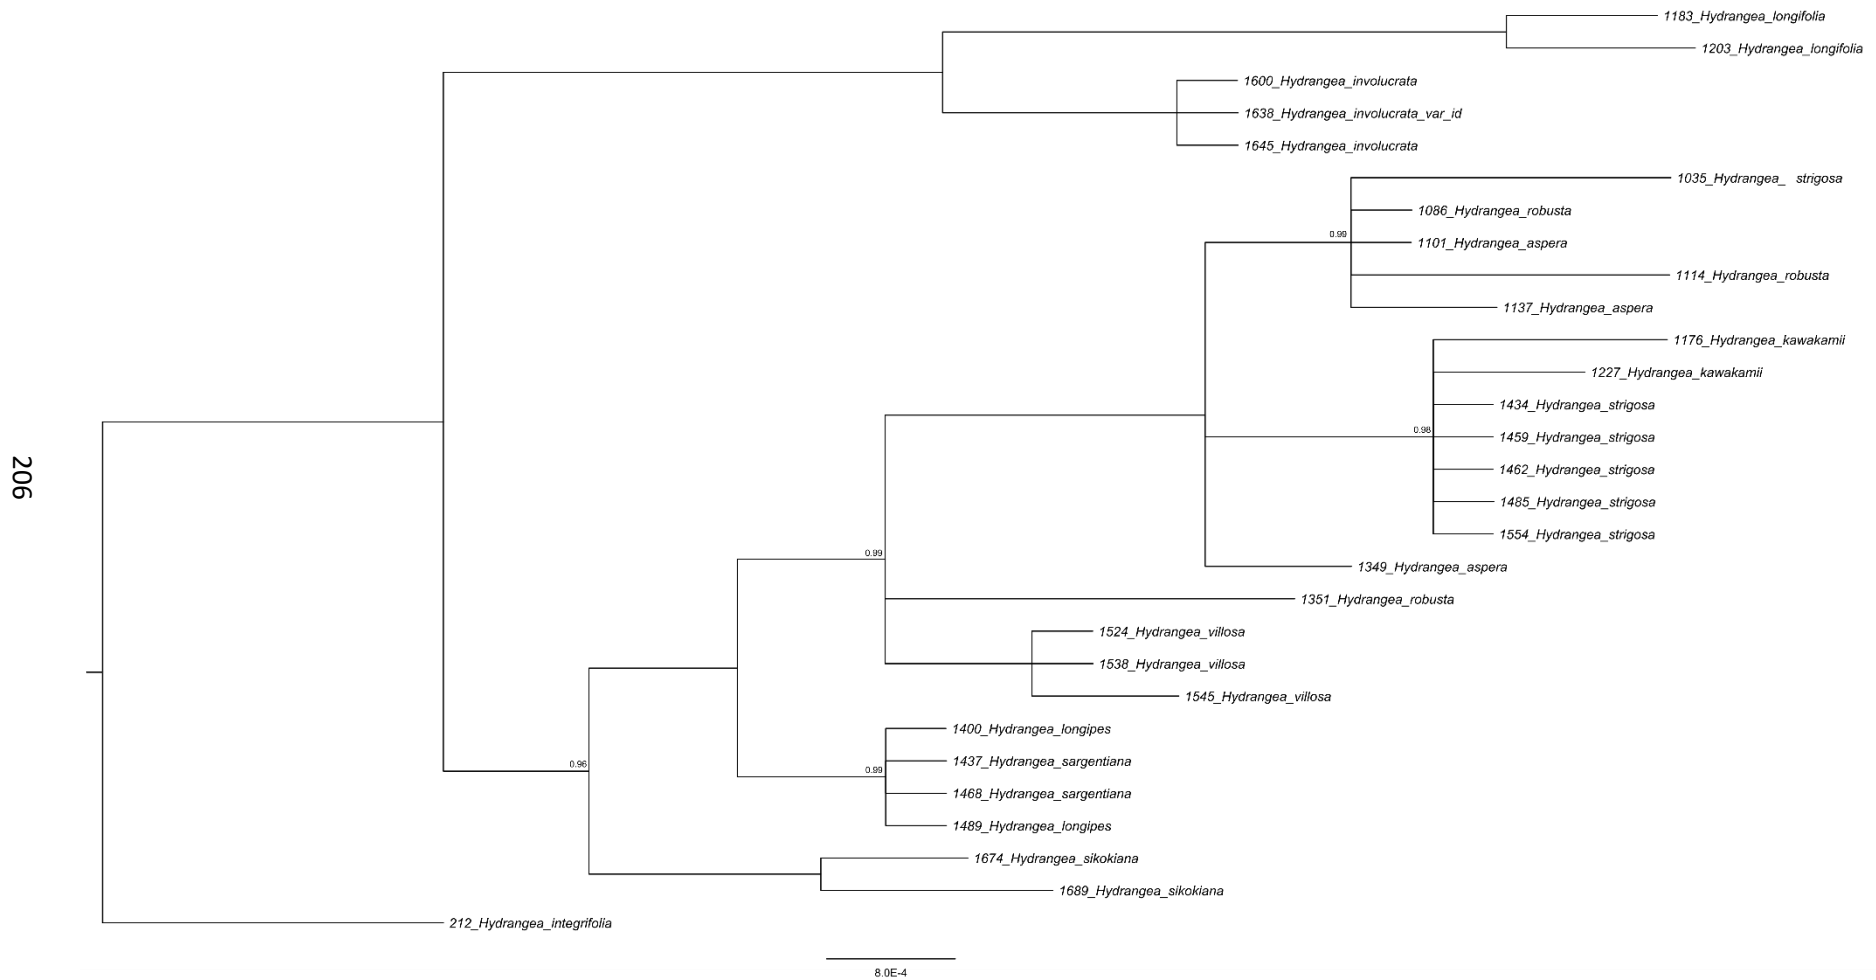 1183_Hydrangea_longifolia
1203_Hydrangea_longifolia
1600_Hydrangea_involucrata
1638_Hydrangea_involucrata_var_id
1645_Hydrangea_involucrata
1035_Hydrangea_ strigosa
1086_Hydrangea_robusta
0.99
1101_Hydrangea_aspera
1114_Hydrangea_robusta
1137_Hydrangea_aspera
1176_Hydrangea_kawakamii
1227_Hydrangea_kawakamii
1434_Hydrangea_strigosa
0.98
1459_Hydrangea_strigosa
1462_Hydrangea_strigosa
206
1485_Hydrangea_strigosa
1554_Hydrangea_strigosa
0.99
1349_Hydrangea_aspera
1351_Hydrangea_robusta
1524_Hydrangea_villosa
1538_Hydrangea_villosa
1545_Hydrangea_villosa
1400_Hydrangea_longipes
1437_Hydrangea_sargentiana
0.96
0.99
1468_Hydrangea_sargentiana
1489_Hydrangea_longipes
1674_Hydrangea_sikokiana
1689_Hydrangea_sikokiana
212_Hydrangea_integrifolia
8.0E-4